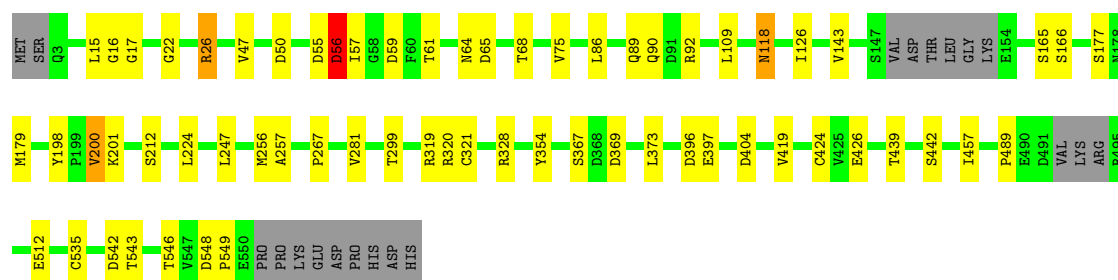 MET SER Q3 L15 G16 G17 G22 R26 V47 D50 D55 D56 I57 G58 D59 F60 T61 N64 D65 T68 V75 L86 Q89 Q90 D91 R92 L109 N118 I126 V143 S147 VAL ASP THR LEU GLY LYS E154 S165 S166 S177 N178
M179 Y198 P199 V200 K201 S212 L224 L247 M256 A257 P267 V281 T299 R319 R320 C321 R328 Y354 S367 D368 D369 L373 D396 E397 D404 V419 C424 V425 E426 T439 S442 I457 P489 E490 D491 VAL LYS ARG
E512 C535 D542 T543 T546 V547 D548 P549 E550 PRO PRO LYS GLU ASP PRO HIS ASP HIS